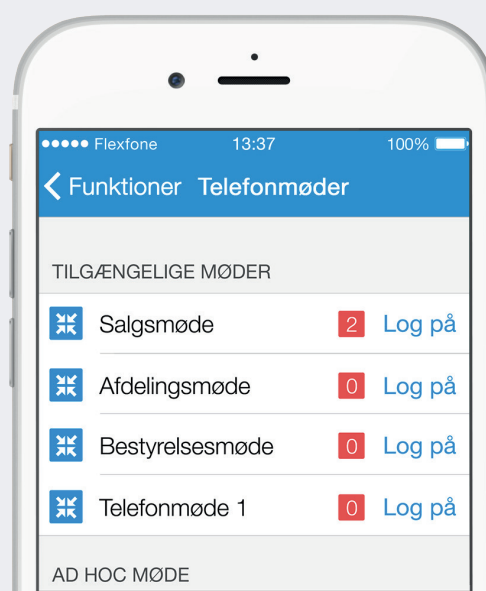 Flexfone 13:37 100%
Funktioner Telefonmøder
TILGÆNGELIGE MØDER
Salgsmøde 2 Log på
Afdelingsmøde 0 Log på
Bestyrelsesmøde 0 Log på
Telefonmøde 1 0 Log på
AD HOC MØDE